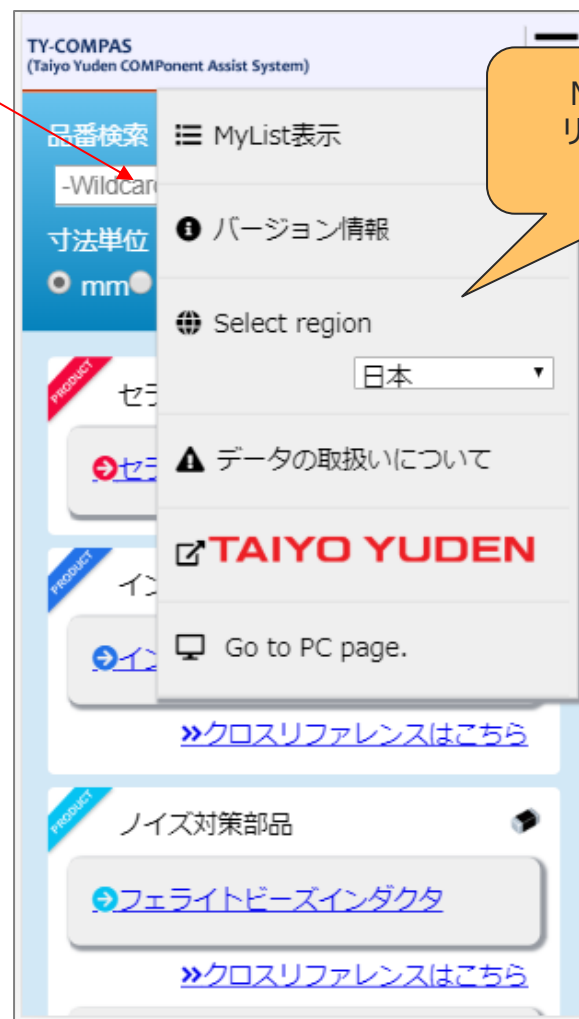 TY-COMPAS
(Taiyo Yuden COMPonent Assist System)
品番検索
-Wildcar
寸法単位
mm
MyList表示
バージョン情報
Select region
日本
データの取扱いについて
TAIYO YUDEN
Go to PC page.
PRODUCT
セラ
セラ
PRODUCT
イン
イン
クロスリファレンスはこちら
PRODUCT
ノイズ対策部品
フェライトビーズインダクタ
クロスリファレンスはこちら